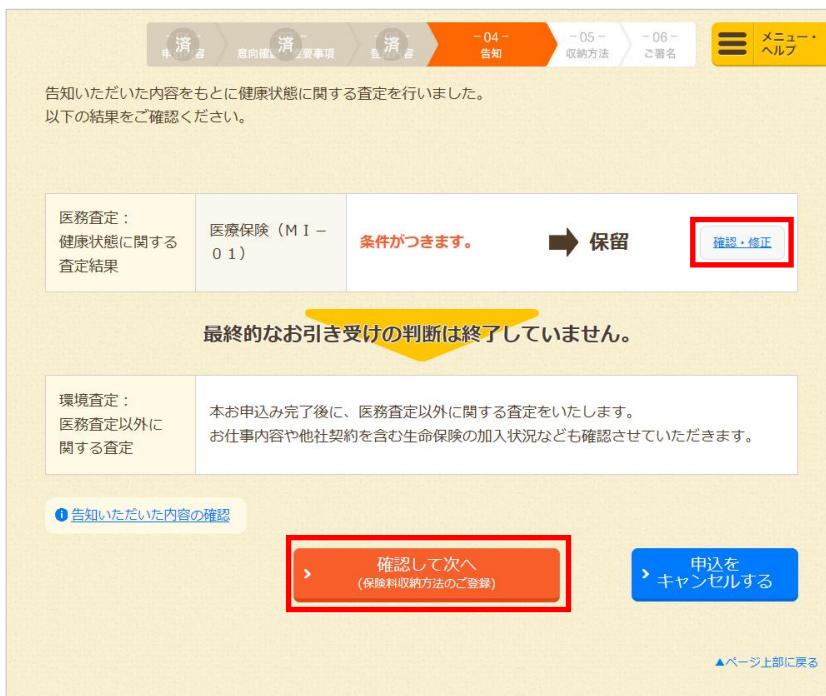 済
済
済
意向確
要事項
-04-
告知
-05-
収納方法
-06-
ご署名
メニュー・
ヘルプ
告知いただいた内容をもとに健康状態に関する査定を行いました。
以下の結果をご確認ください。
医務査定:
健康状態に関する
査定結果
医療保険(MI-
01)
条件がつきます。
保留
確認・修正
最終的なお引き受けの判断は終了していません。
環境査定:
医務査定以外に
関する査定
本お申込み完了後に、医務査定以外に関する査定をいたします。
お仕事内容や他社契約を含む生命保険の加入状況なども確認させていただきます。
告知いただいた内容の確認
確認して次へ
(保険料収納方法のご登録)
申込を
キャンセルする
▲ページ上部に戻る